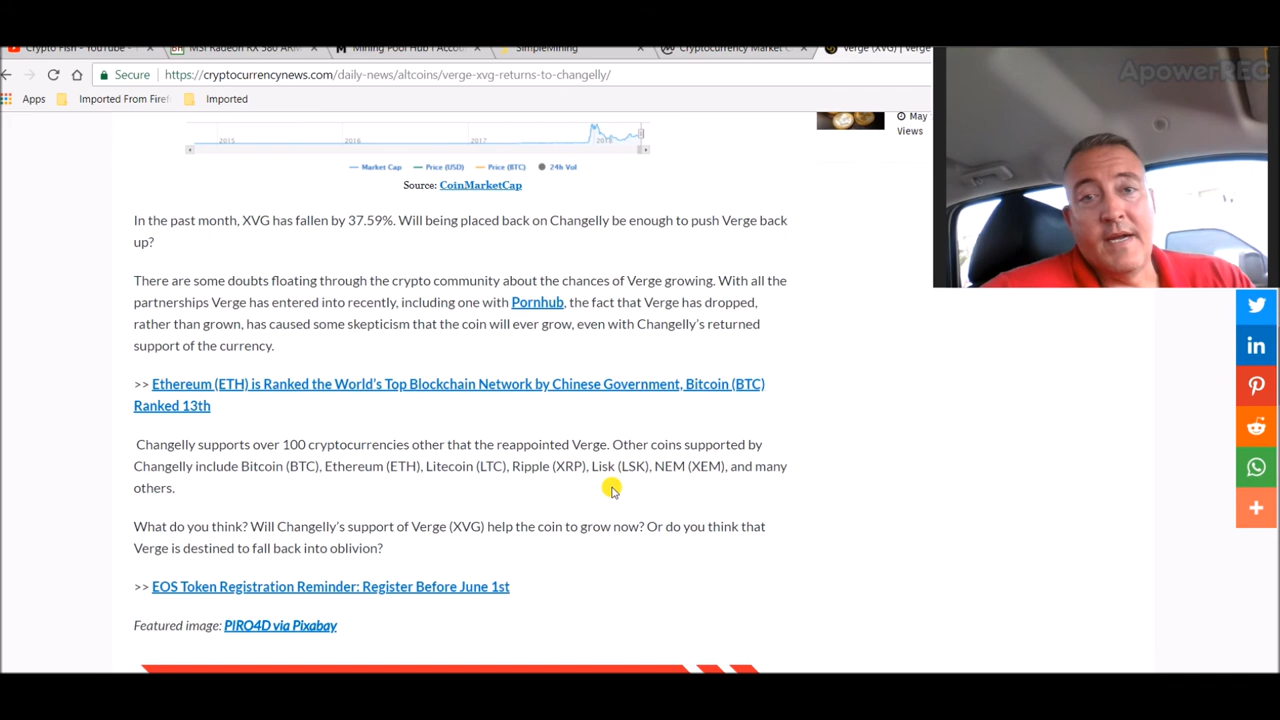 Crypto Fish - YouTube -
MSI Radeon RX 580 ARM
Mining Pool Hub | Accou
SimpleMining
Cryptocurrency Market C
Verge (XVG) | Verge
ApowerREC
Secure | https://cryptocurrencynews.com/daily-news/altcoins/verge-xvg-returns-to-changelly/
Apps Imported From Firef Imported
May
Views
2015 2016 2017 2018
Market Cap Price (USD) Price (BTC) 24h Vol
Source: CoinMarketCap
In the past month, XVG has fallen by 37.59%. Will being placed back on Changelly be enough to push Verge back
up?
There are some doubts floating through the crypto community about the chances of Verge growing. With all the
partnerships Verge has entered into recently, including one with Pornhub, the fact that Verge has dropped,
rather than grown, has caused some skepticism that the coin will ever grow, even with Changelly's returned
support of the currency.
>> Ethereum (ETH) is Ranked the World's Top Blockchain Network by Chinese Government, Bitcoin (BTC)
Ranked 13th
Changelly supports over 100 cryptocurrencies other that the reappointed Verge. Other coins supported by
Changelly include Bitcoin (BTC), Ethereum (ETH), Litecoin (LTC), Ripple (XRP), Lisk (LSK), NEM (XEM), and many
others.
What do you think? Will Changelly's support of Verge (XVG) help the coin to grow now? Or do you think that
Verge is destined to fall back into oblivion?
>> EOS Token Registration Reminder: Register Before June 1st
Featured image: PIRO4D via Pixabay